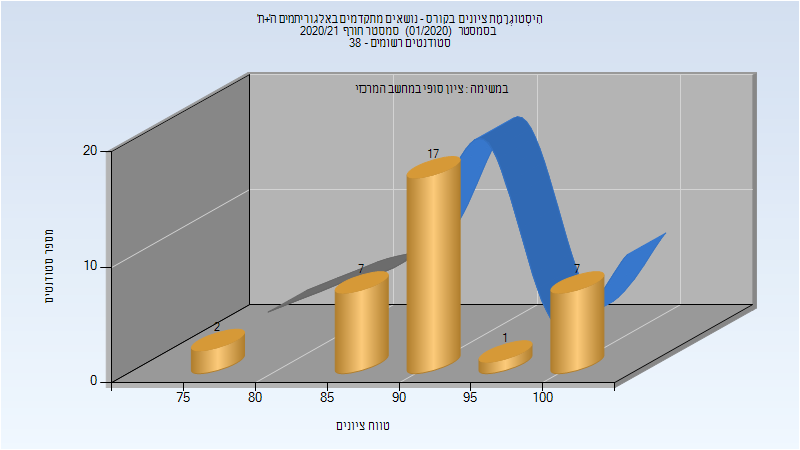 היסטוגרמת ציונים בקורס - נושאים מתקדמים באלגוריתמים ה'+ת'
בסמסטר (01/2020) סמסטר חורף 2020/21
סטודנטים רשומים - 38
במשימה : ציון סופי במחשב המרכזי
מספר סטודנטים
20
10
0
2
7
17
1
7
75
80
85
90
95
100
טווח ציונים